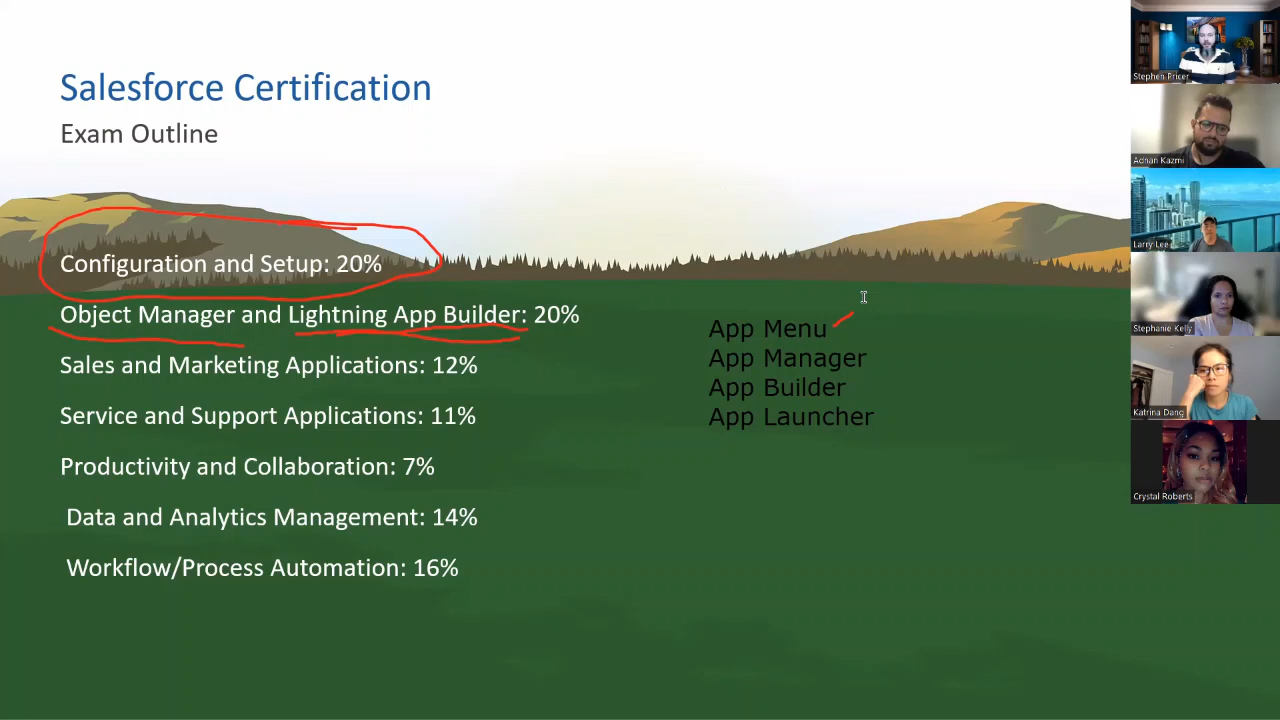 Salesforce Certification
Exam Outline
Configuration and Setup: 20%
Object Manager and Lightning App Builder: 20%
Sales and Marketing Applications: 12%
Service and Support Applications: 11%
Productivity and Collaboration: 7%
Data and Analytics Management: 14%
Workflow/Process Automation: 16%
App Menu
App Manager
App Builder
App Launcher
Stephen Pricer
Adnan Kazmi
Larry Lee
Stephanie Kelly
Katrina Dang
Crystal Roberts